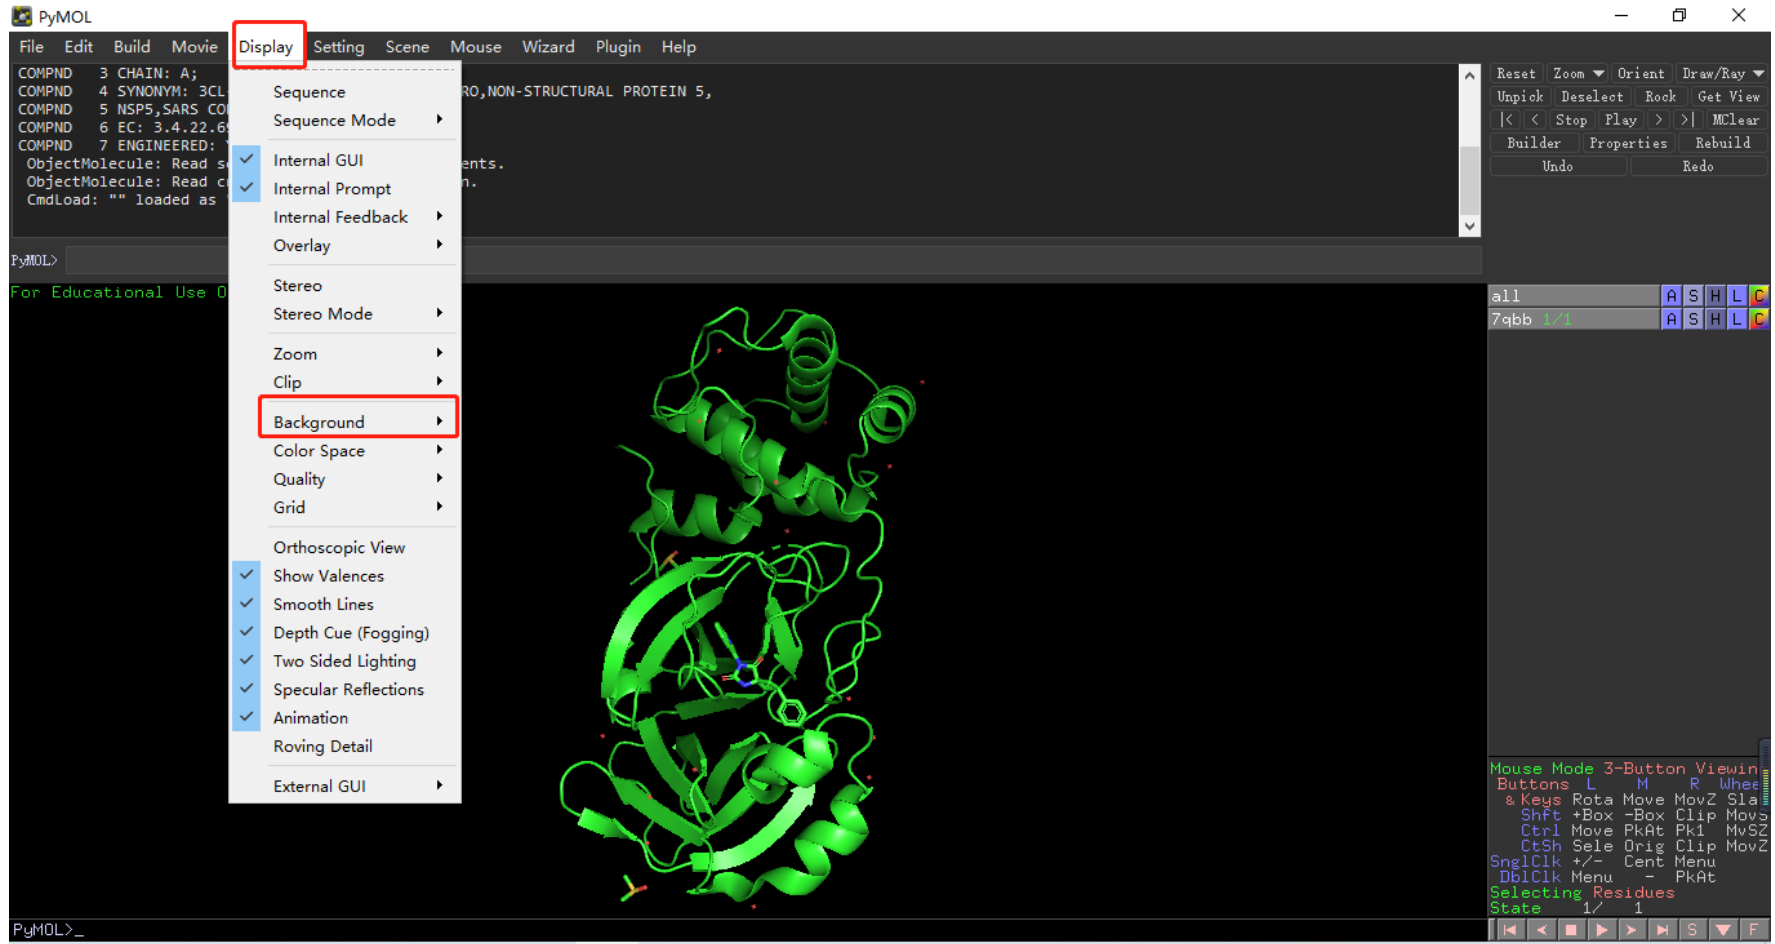 PyMOL
File Edit Build Movie Display Setting Scene Mouse Wizard Plugin Help
COMPND 3 CHAIN: A;
COMPND 4 SYNONYM: 3CL RO,NON-STRUCTURAL PROTEIN 5,
COMPND 5 NSP5,SARS CO
COMPND 6 EC: 3.4.22.6
COMPND 7 ENGINEERED:
ObjectMolecule: Read s ents.
ObjectMolecule: Read c n.
CmdLoad: "" loaded as
PyMOL>
For Educational Use O
Sequence
Sequence Mode
Internal GUI
Internal Prompt
Internal Feedback
Overlay
Stereo
Stereo Mode
Zoom
Clip
Background
Color Space
Quality
Grid
Orthoscopic View
Show Valences
Smooth Lines
Depth Cue (Fogging)
Two Sided Lighting
Specular Reflections
Animation
Roving Detail
External GUI
Reset Zoom Orient Draw/Ray
Unpick Deselect Rock Get View
|< < Stop Play > >| MClear
Builder Properties Rebuild
Undo Redo
all A S H L C
7qbb 1/1 A S H L C
Mouse Mode 3-Button Viewin
Buttons L M R Whee
& Keys Rota Move MovZ Sla
Shft +Box -Box Clip MovS
Ctrl Move PkAt Pk1 MvSZ
CtSh Sele Orig Clip MovZ
SnglClk +/- Cent Menu
DblClk Menu - PkAt
Selecting Residues
State 1/ 1
S F
PyMOL>_